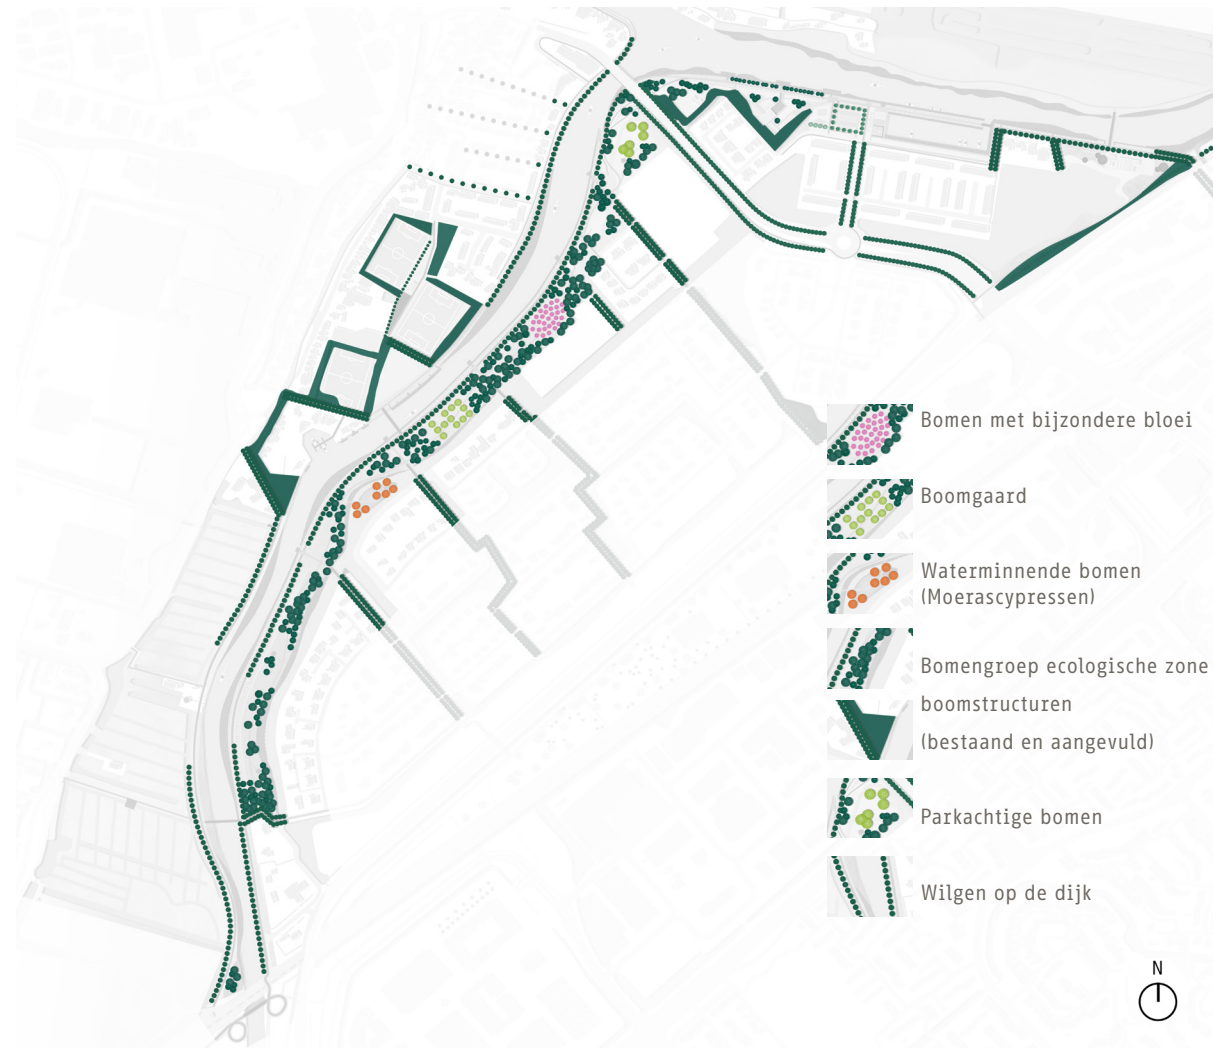 Bomen met bijzondere bloei
Boomgaard
Waterminnende bomen
(Moerascypressen)
Bomengroep ecologische zone
boomstructuren
(bestaand en aangevuld)
Parkachtige bomen
Wilgen op de dijk
N